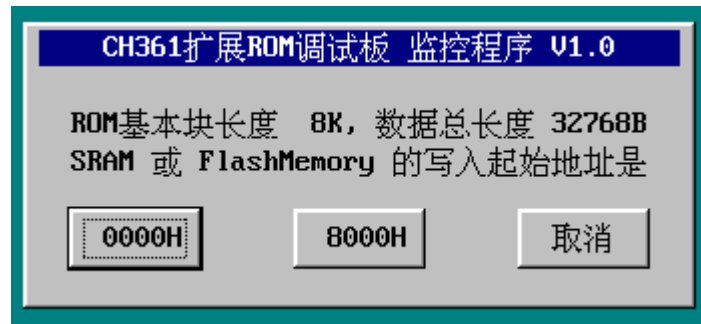 CH361扩展ROM调试板 监控程序 V1.0
ROM基本块长度 8K, 数据总长度 32768B
SRAM 或 FlashMemory 的写入起始地址是
0000H 8000H 取消